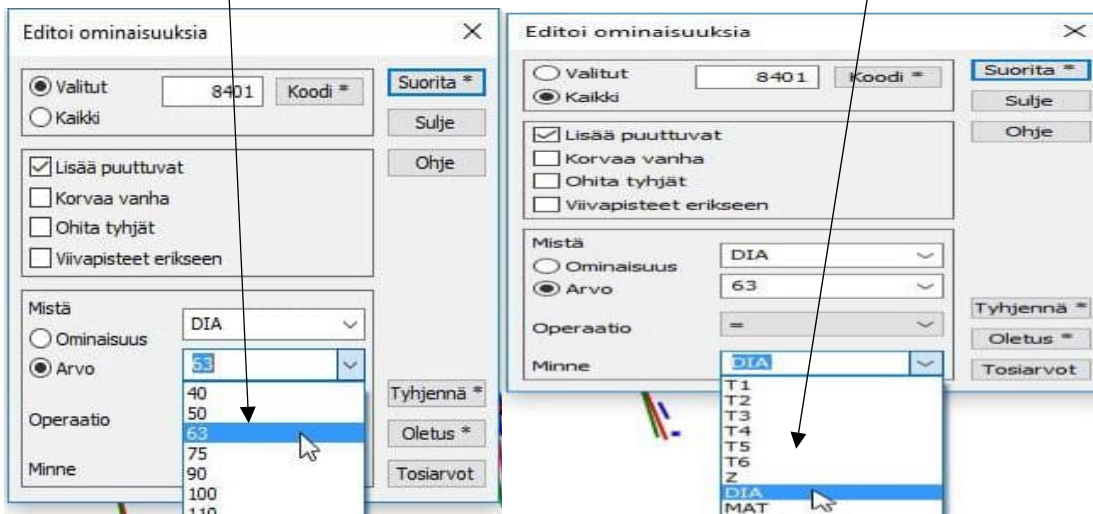 Editoi ominaisuuksia
Valitut
8401
Koodi *
Suorita *
Kaikki
Sulje
Lisää puuttuvat
Ohje
Korvaa vanha
Ohita tyhjät
Viivapisteet erikseen
Mistä
DIA
Ominaisuus
Arvo
63
40
Tyhjennä *
Operaatio
50
63
Oletus *
75
Minne
90
Tosiarvot
100
110
Editoi ominaisuuksia
Valitut
8401
Koodi *
Suorita *
Kaikki
Sulje
Lisää puuttuvat
Ohje
Korvaa vanha
Ohita tyhjät
Viivapisteet erikseen
Mistä
DIA
Ominaisuus
Arvo
63
Tyhjennä *
Operaatio
=
Oletus *
Minne
DIA
Tosiarvot
T1
T2
T3
T4
T5
T6
Z
DIA
MAT